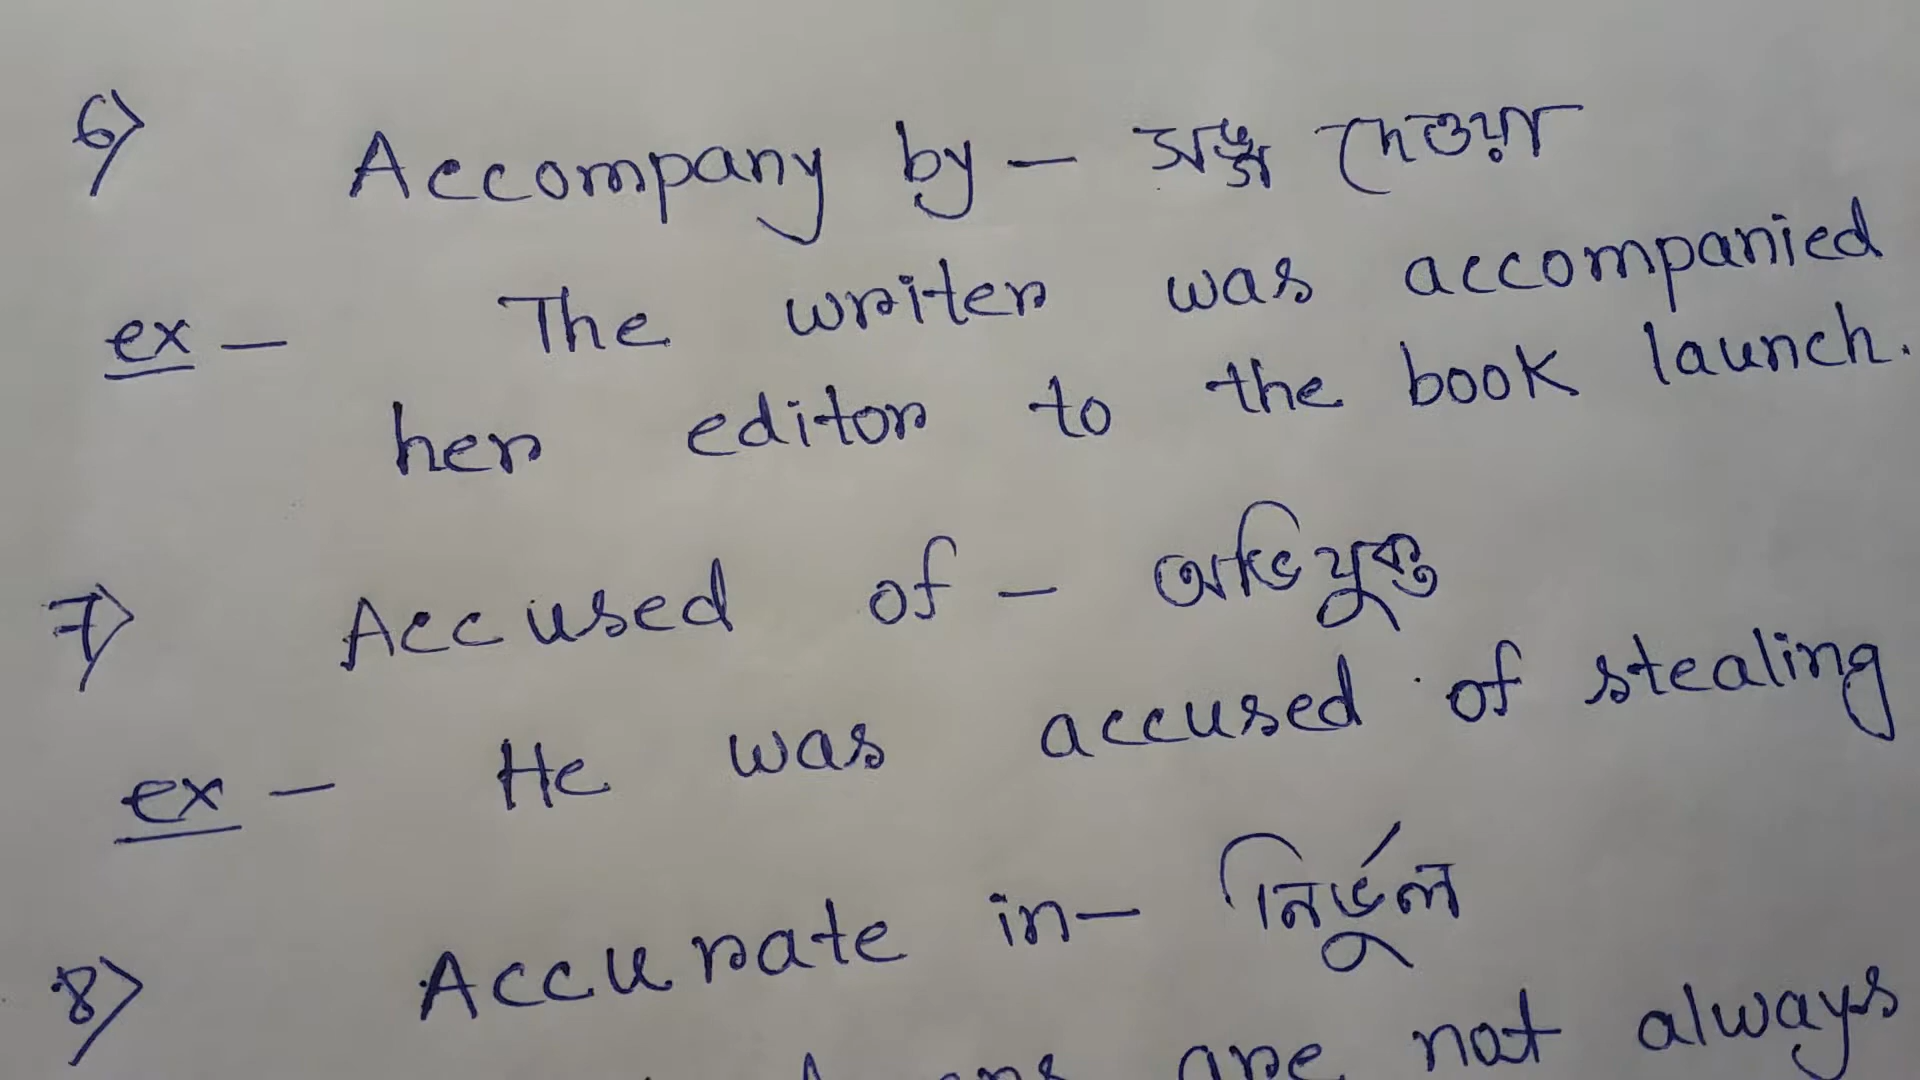 6) Accompany by - সঙ্গ দেওয়া
ex - The writer was accompanied
her editor to the book launch.
7) Accused of - অভিযুক্ত
ex - He was accused of stealing
8) Accurate in - নির্ভুল
are not always